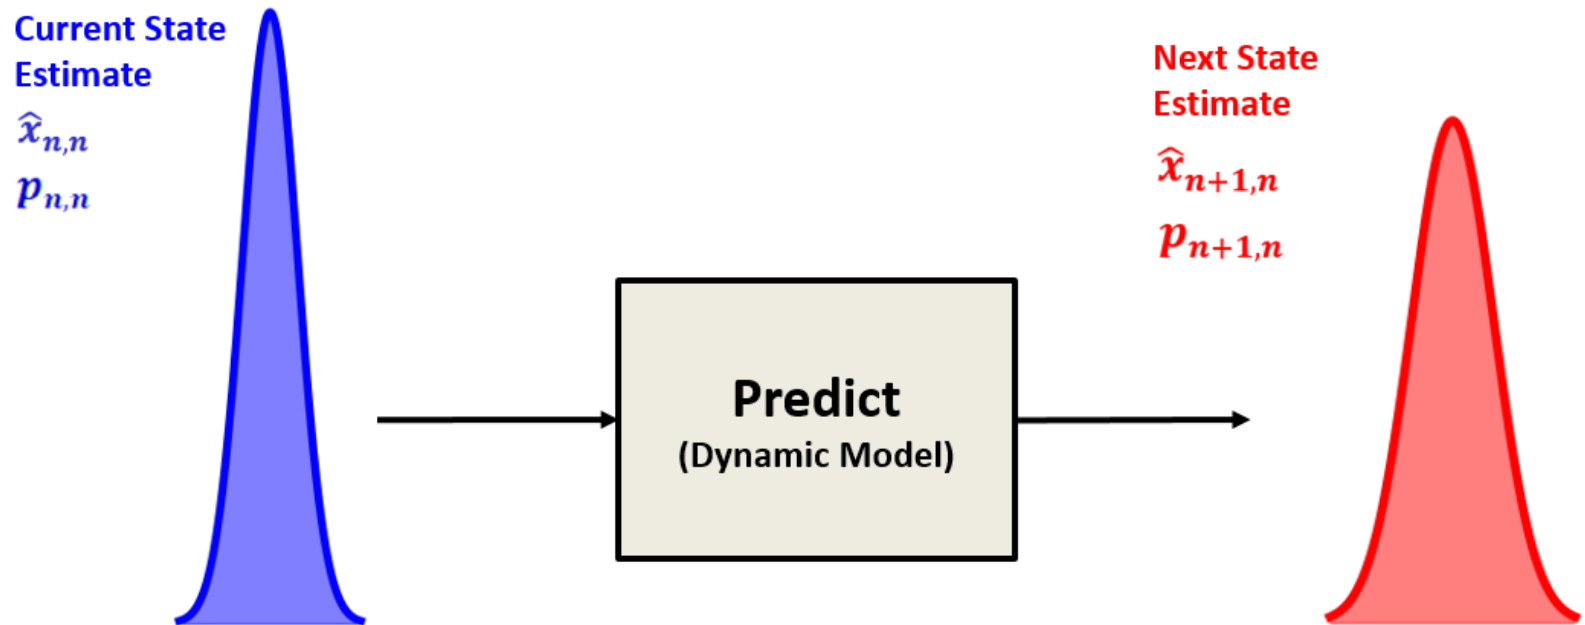 Current State
Estimate
x̂ₙ,ₙ
pₙ,ₙ
Predict
(Dynamic Model)
Next State
Estimate
x̂ₙ₊₁,ₙ
pₙ₊₁,ₙ